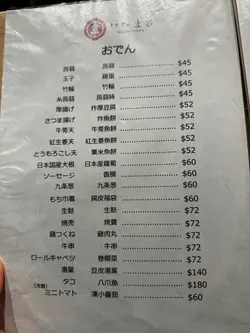 おでん
蒟蒻 蒟蒻 $45
玉子 雞蛋 $45
竹輪 竹輪 $45
糸蒟蒻 蒟蒻絲 $45
厚揚げ 炸厚豆腐 $52
さつま揚げ 炸魚餅 $52
牛蒡天 牛蒡魚餅 $52
紅生姜天 紅生姜魚餅 $52
とうもろこし天 粟米魚餅 $52
日本国産大根 日本產蘿蔔 $60
ソーセージ 香腸 $60
九条葱 九条葱 $60
もち巾着 腐皮福袋 $60
生麩 生麩 $72
焼売 燒賣 $72
鶏つくね 雞肉丸 $72
牛串 牛串 $72
ロールキャベツ 卷椰菜 $72
湯葉 豆皮湯葉 $140
タコ 八爪魚 $180
(冷製) ミニトマト 凍小蕃茄 $60